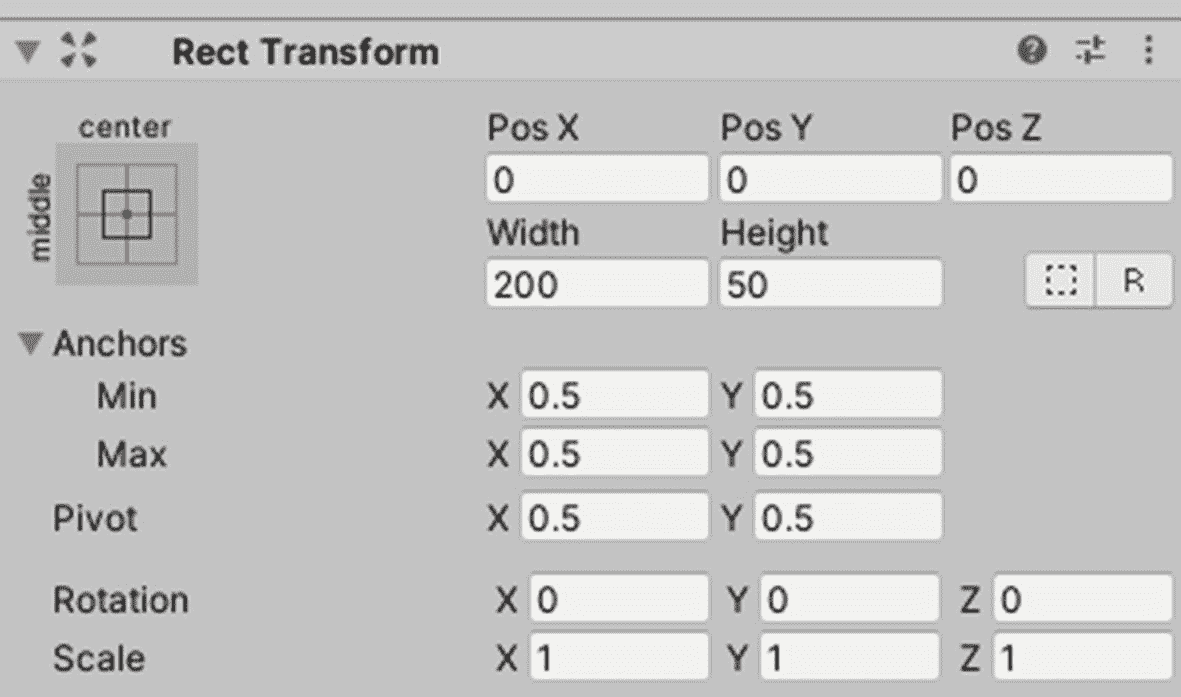 Rect Transform
center
middle
Pos X Pos Y Pos Z
0 0 0
Width Height
200 50
R
Anchors
Min X 0.5 Y 0.5
Max X 0.5 Y 0.5
Pivot X 0.5 Y 0.5
Rotation X 0 Y 0 Z 0
Scale X 1 Y 1 Z 1